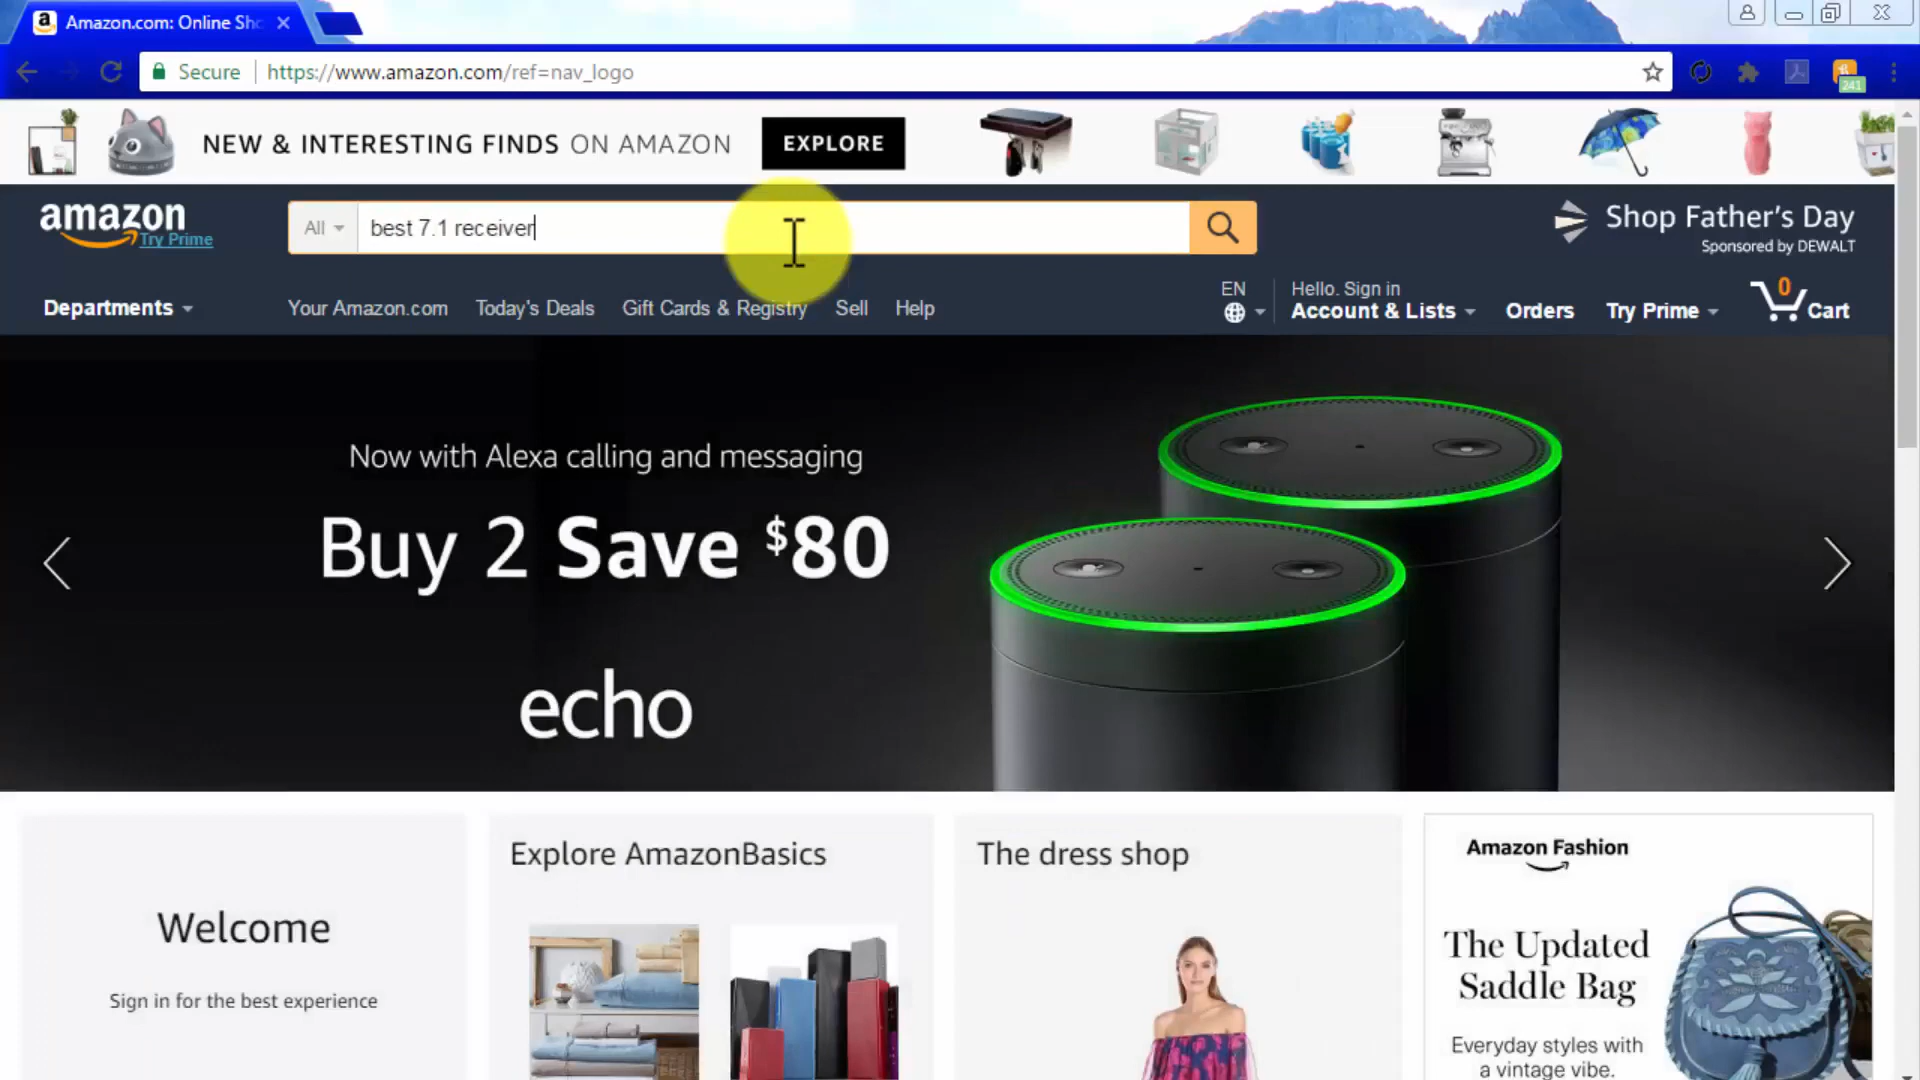 Amazon.com: Online Sho
Secure https://www.amazon.com/ref=nav_logo
241
NEW & INTERESTING FINDS ON AMAZON EXPLORE
amazon
Try Prime
All best 7.1 receiver
Shop Father's Day
Sponsored by DEWALT
Departments Your Amazon.com Today's Deals Gift Cards & Registry Sell Help
EN
Hello. Sign in
Account & Lists Orders Try Prime 0 Cart
Now with Alexa calling and messaging
Buy 2 Save $80
echo
Welcome
Sign in for the best experience
Explore AmazonBasics
The dress shop
Amazon Fashion
The Updated
Saddle Bag
Everyday styles with
a vintage vibe.